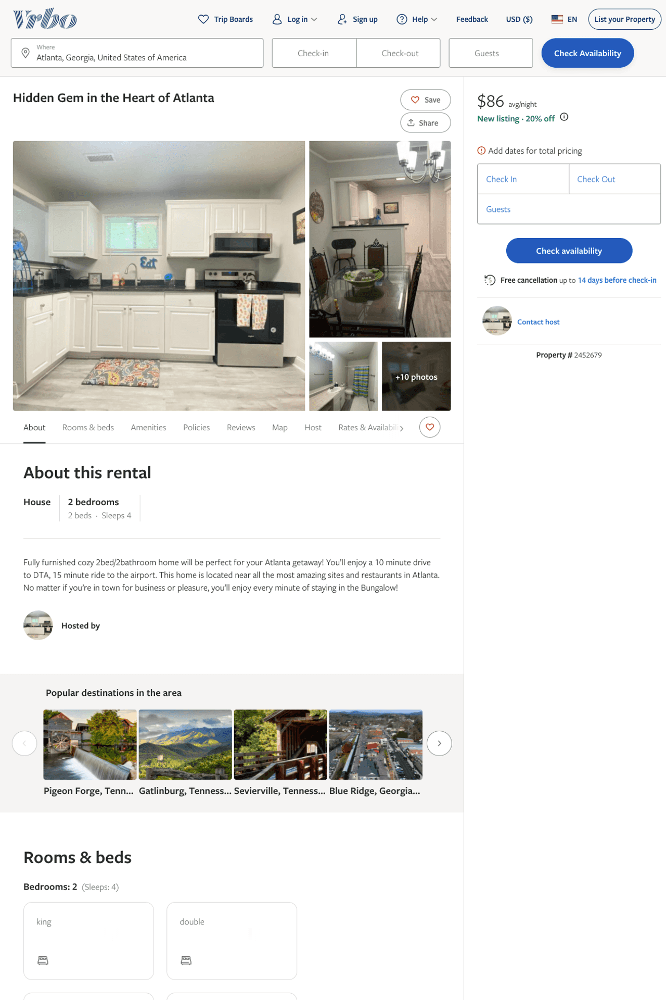 Vrbo
Trip Boards
Log in
Sign up
Help
Feedback
USD ($)
EN
List your Property
Where
Atlanta, Georgia, United States of America
Check-in
Check-out
Guests
Check Availability
Hidden Gem in the Heart of Atlanta
Save
Share
$86 avg/night
New listing · 20% off
Add dates for total pricing
Check In
Check Out
Guests
Check availability
Free cancellation up to 14 days before check-in
Contact host
Property # 2452679
Eat
+10 photos
About
Rooms & beds
Amenities
Policies
Reviews
Map
Host
Rates & Availabili
About this rental
House
2 bedrooms
2 beds · Sleeps 4
Fully furnished cozy 2bed/2bathroom home will be perfect for your Atlanta getaway! You’ll enjoy a 10 minute drive
to DTA, 15 minute ride to the airport. This home is located near all the most amazing sites and restaurants in Atlanta.
No matter if you’re in town for business or pleasure, you’ll enjoy every minute of staying in the Bungalow!
Hosted by
Popular destinations in the area
Pigeon Forge, Tenn...
Gatlinburg, Tenness...
Sevierville, Tenness...
Blue Ridge, Georgia...
Rooms & beds
Bedrooms: 2 (Sleeps: 4)
king
double